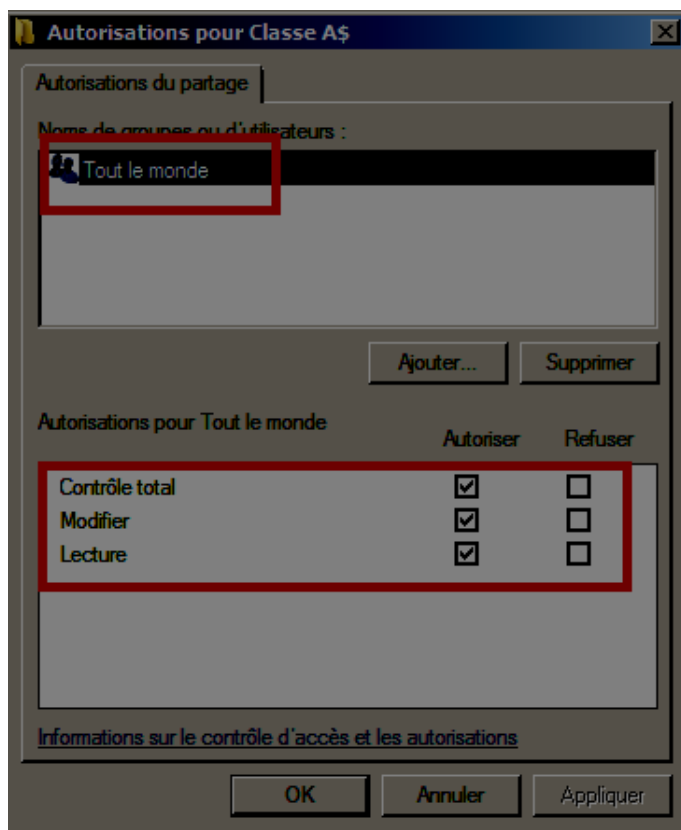 Autorisations pour Classe A$
Autorisations du partage
Noms de groupes ou d'utilisateurs :
Tout le monde
Ajouter... Supprimer
Autorisations pour Tout le monde Autoriser Refuser
Contrôle total
Modifier
Lecture
Informations sur le contrôle d'accès et les autorisations
OK Annuler Appliquer